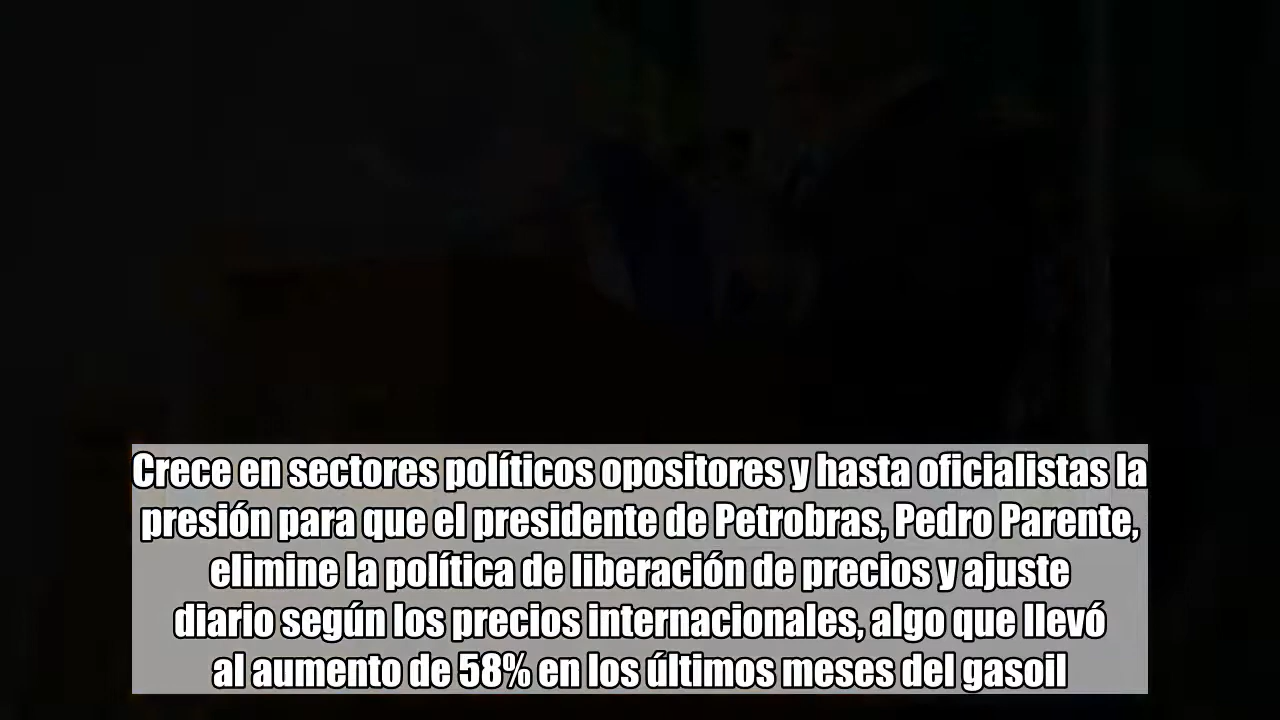 Crece en sectores políticos opositores y hasta oficialistas la
presión para que el presidente de Petrobras, Pedro Parente,
elimine la política de liberación de precios y ajuste
diario según los precios internacionales, algo que llevó
al aumento de 58% en los últimos meses del gasoil